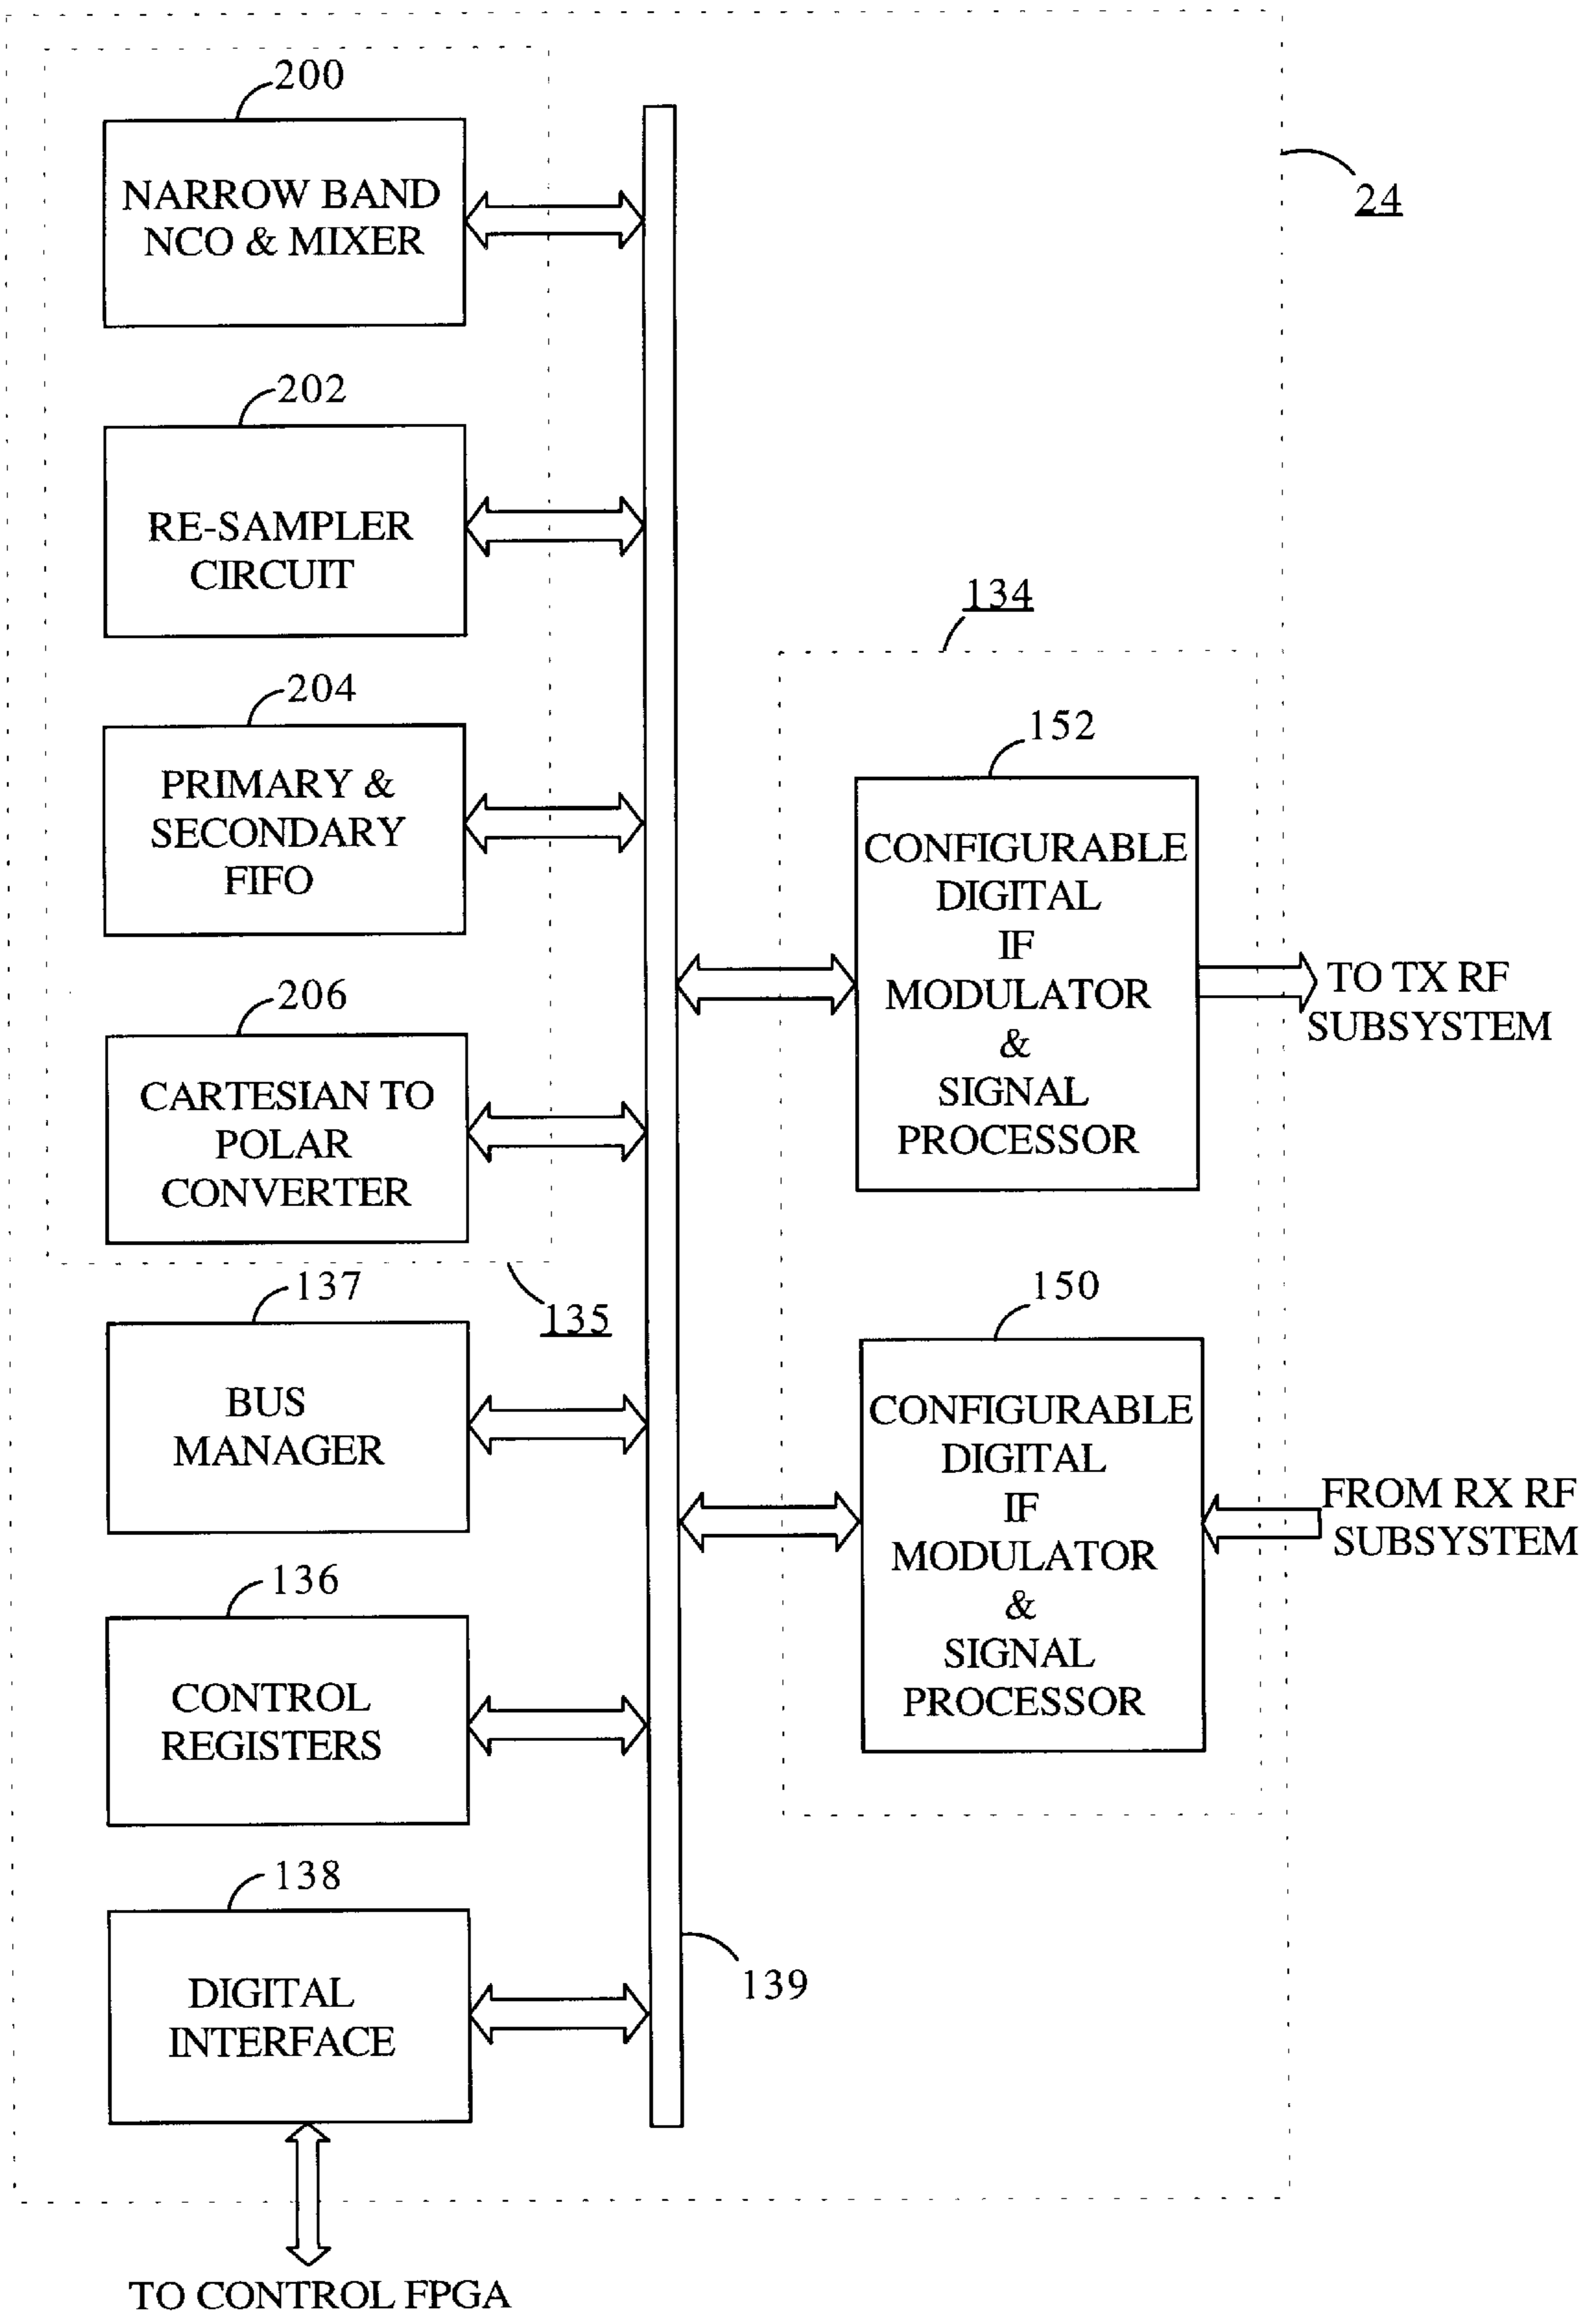 200
NARROW BAND
NCO & MIXER
24
202
RE-SAMPLER
CIRCUIT
204
PRIMARY &
SECONDARY
FIFO
206
CARTESIAN TO
POLAR
CONVERTER
135
134
152
CONFIGURABLE
DIGITAL
IF
MODULATOR
&
SIGNAL
PROCESSOR
TO TX RF
SUBSYSTEM
137
BUS
MANAGER
150
CONFIGURABLE
DIGITAL
IF
MODULATOR
&
SIGNAL
PROCESSOR
FROM RX RF
SUBSYSTEM
136
CONTROL
REGISTERS
138
DIGITAL
INTERFACE
139
TO CONTROL FPGA